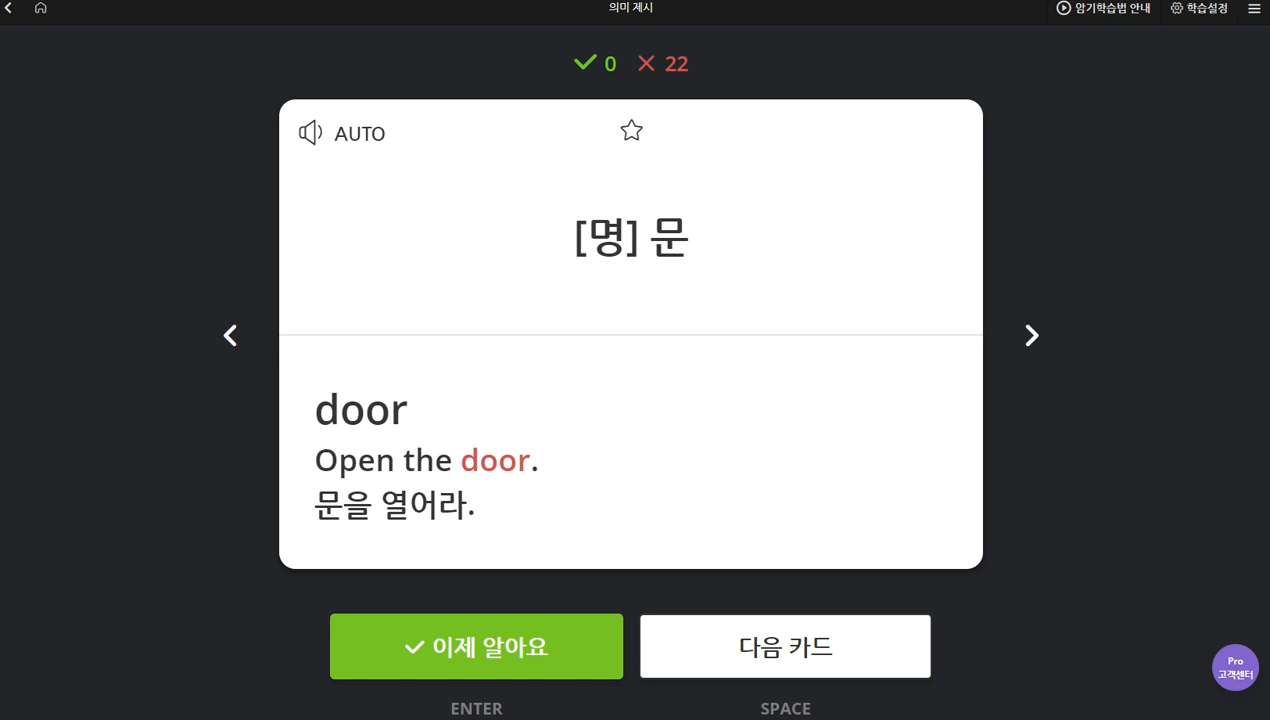 의미 제시
암기학습법 안내
학습설정
0
22
AUTO
[명] 문
door
Open the door.
문을 열어라.
이제 알아요
다음 카드
ENTER
SPACE
Pro
고객센터